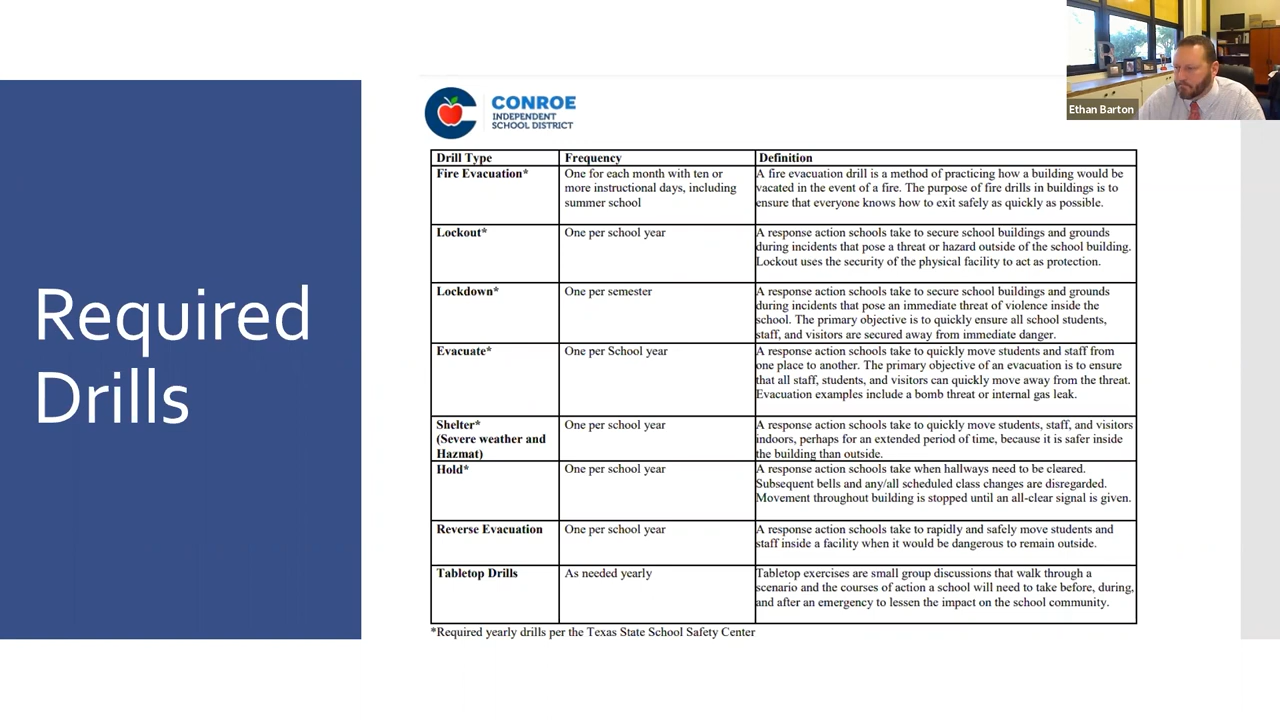 Required
Drills
CONROE
INDEPENDENT
SCHOOL DISTRICT
Ethan Barton
Drill Type Frequency Definition
Fire Evacuation*
One for each month with ten or
more instructional days, including
summer school
A fire evacuation drill is a method of practicing how a building would be
vacated in the event of a fire. The purpose of fire drills in buildings is to
ensure that everyone knows how to exit safely as quickly as possible.
Lockout*
One per school year
A response action schools take to secure school buildings and grounds
during incidents that pose a threat or hazard outside of the school building.
Lockout uses the security of the physical facility to act as protection.
Lockdown*
One per semester
A response action schools take to secure school buildings and grounds
during incidents that pose an immediate threat of violence inside the
school. The primary objective is to quickly ensure all school students,
staff, and visitors are secured away from immediate danger.
Evacuate*
One per School year
A response action schools take to quickly move students and staff from
one place to another. The primary objective of an evacuation is to ensure
that all staff, students, and visitors can quickly move away from the threat.
Evacuation examples include a bomb threat or internal gas leak.
Shelter*
(Severe weather and
Hazmat)
One per school year
A response action schools take to quickly move students, staff, and visitors
indoors, perhaps for an extended period of time, because it is safer inside
the building than outside.
Hold*
One per school year
A response action schools take when hallways need to be cleared.
Subsequent bells and any/all scheduled class changes are disregarded.
Movement throughout building is stopped until an all-clear signal is given.
Reverse Evacuation
One per school year
A response action schools take to rapidly and safely move students and
staff inside a facility when it would be dangerous to remain outside.
Tabletop Drills
As needed yearly
Tabletop exercises are small group discussions that walk through a
scenario and the courses of action a school will need to take before, during,
and after an emergency to lessen the impact on the school community.
*Required yearly drills per the Texas State School Safety Center